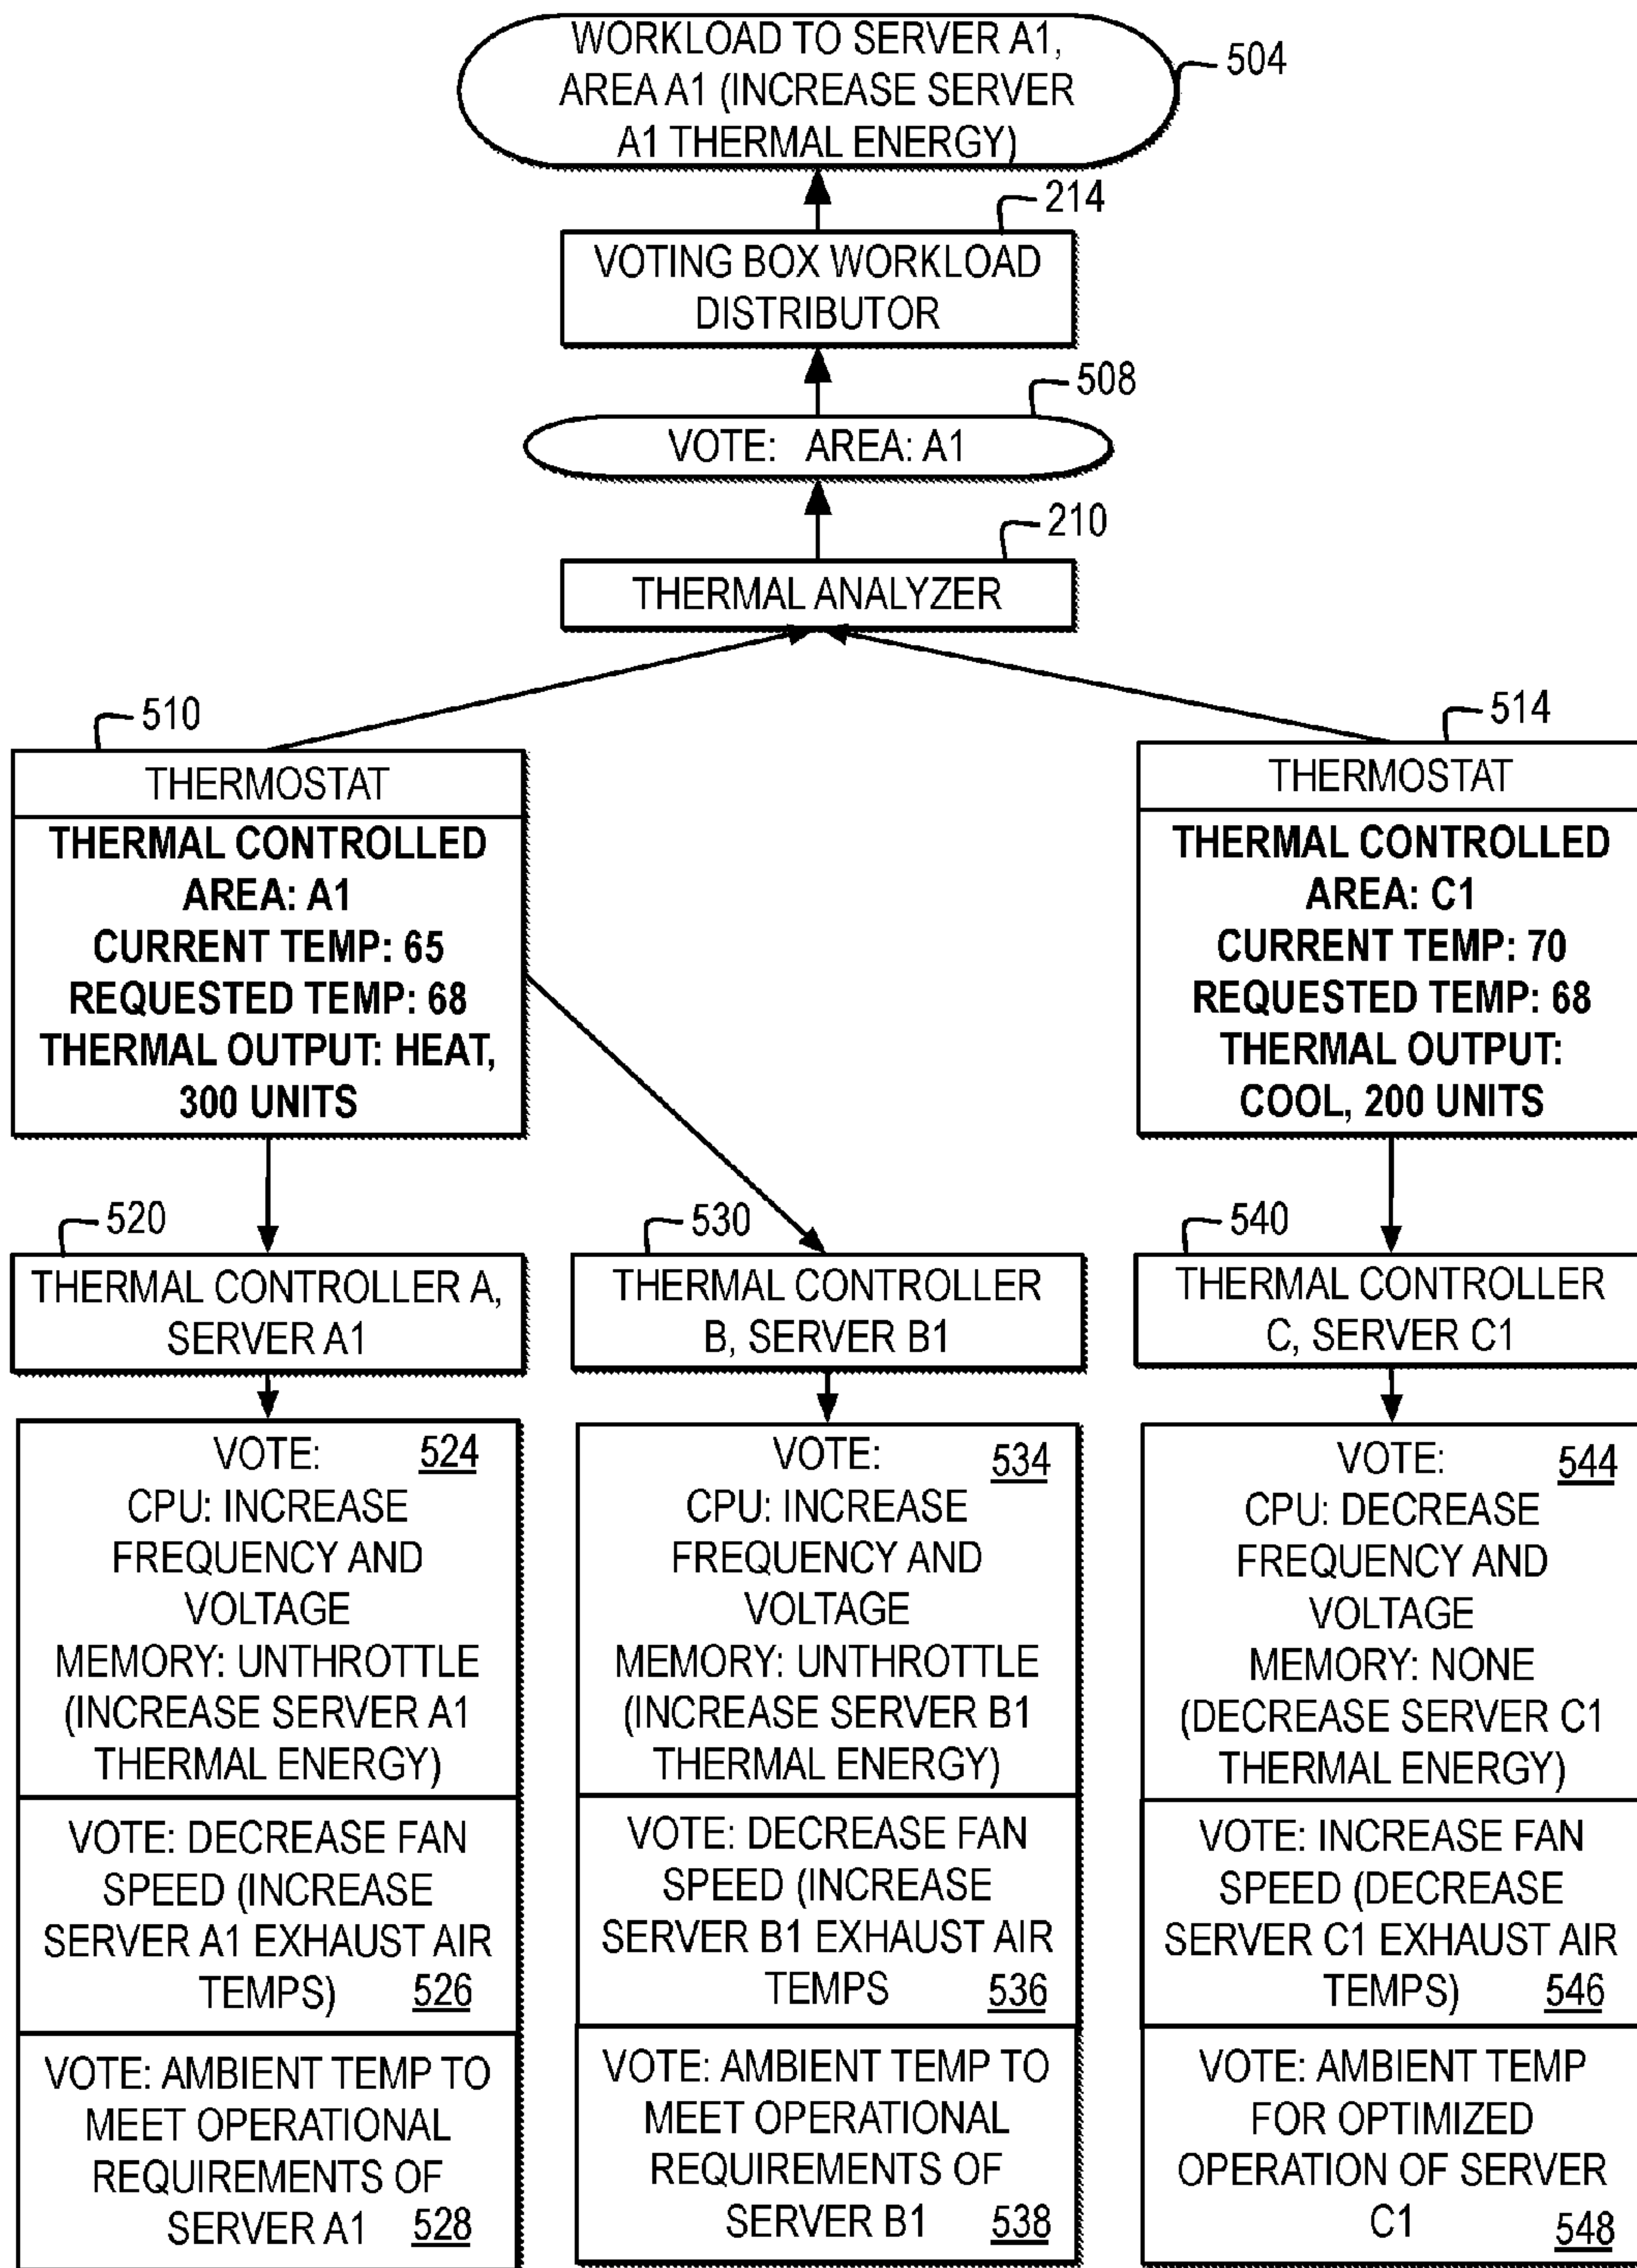 WORKLOAD TO SERVER A1,
AREA A1 (INCREASE SERVER
A1 THERMAL ENERGY)
504
214
VOTING BOX WORKLOAD
DISTRIBUTOR
508
VOTE: AREA: A1
210
THERMAL ANALYZER
510
THERMOSTAT
THERMAL CONTROLLED
AREA: A1
CURRENT TEMP: 65
REQUESTED TEMP: 68
THERMAL OUTPUT: HEAT,
300 UNITS
514
THERMOSTAT
THERMAL CONTROLLED
AREA: C1
CURRENT TEMP: 70
REQUESTED TEMP: 68
THERMAL OUTPUT:
COOL, 200 UNITS
520
THERMAL CONTROLLER A,
SERVER A1
530
THERMAL CONTROLLER
B, SERVER B1
540
THERMAL CONTROLLER
C, SERVER C1
VOTE: 524
CPU: INCREASE
FREQUENCY AND
VOLTAGE
MEMORY: UNTHROTTLE
(INCREASE SERVER A1
THERMAL ENERGY)
VOTE: DECREASE FAN
SPEED (INCREASE
SERVER A1 EXHAUST AIR
TEMPS) 526
VOTE: AMBIENT TEMP TO
MEET OPERATIONAL
REQUIREMENTS OF
SERVER A1 528
VOTE: 534
CPU: INCREASE
FREQUENCY AND
VOLTAGE
MEMORY: UNTHROTTLE
(INCREASE SERVER B1
THERMAL ENERGY)
VOTE: DECREASE FAN
SPEED (INCREASE
SERVER B1 EXHAUST AIR
TEMPS 536
VOTE: AMBIENT TEMP TO
MEET OPERATIONAL
REQUIREMENTS OF
SERVER B1 538
VOTE: 544
CPU: DECREASE
FREQUENCY AND
VOLTAGE
MEMORY: NONE
(DECREASE SERVER C1
THERMAL ENERGY)
VOTE: INCREASE FAN
SPEED (DECREASE
SERVER C1 EXHAUST AIR
TEMPS) 546
VOTE: AMBIENT TEMP
FOR OPTIMIZED
OPERATION OF SERVER
C1 548